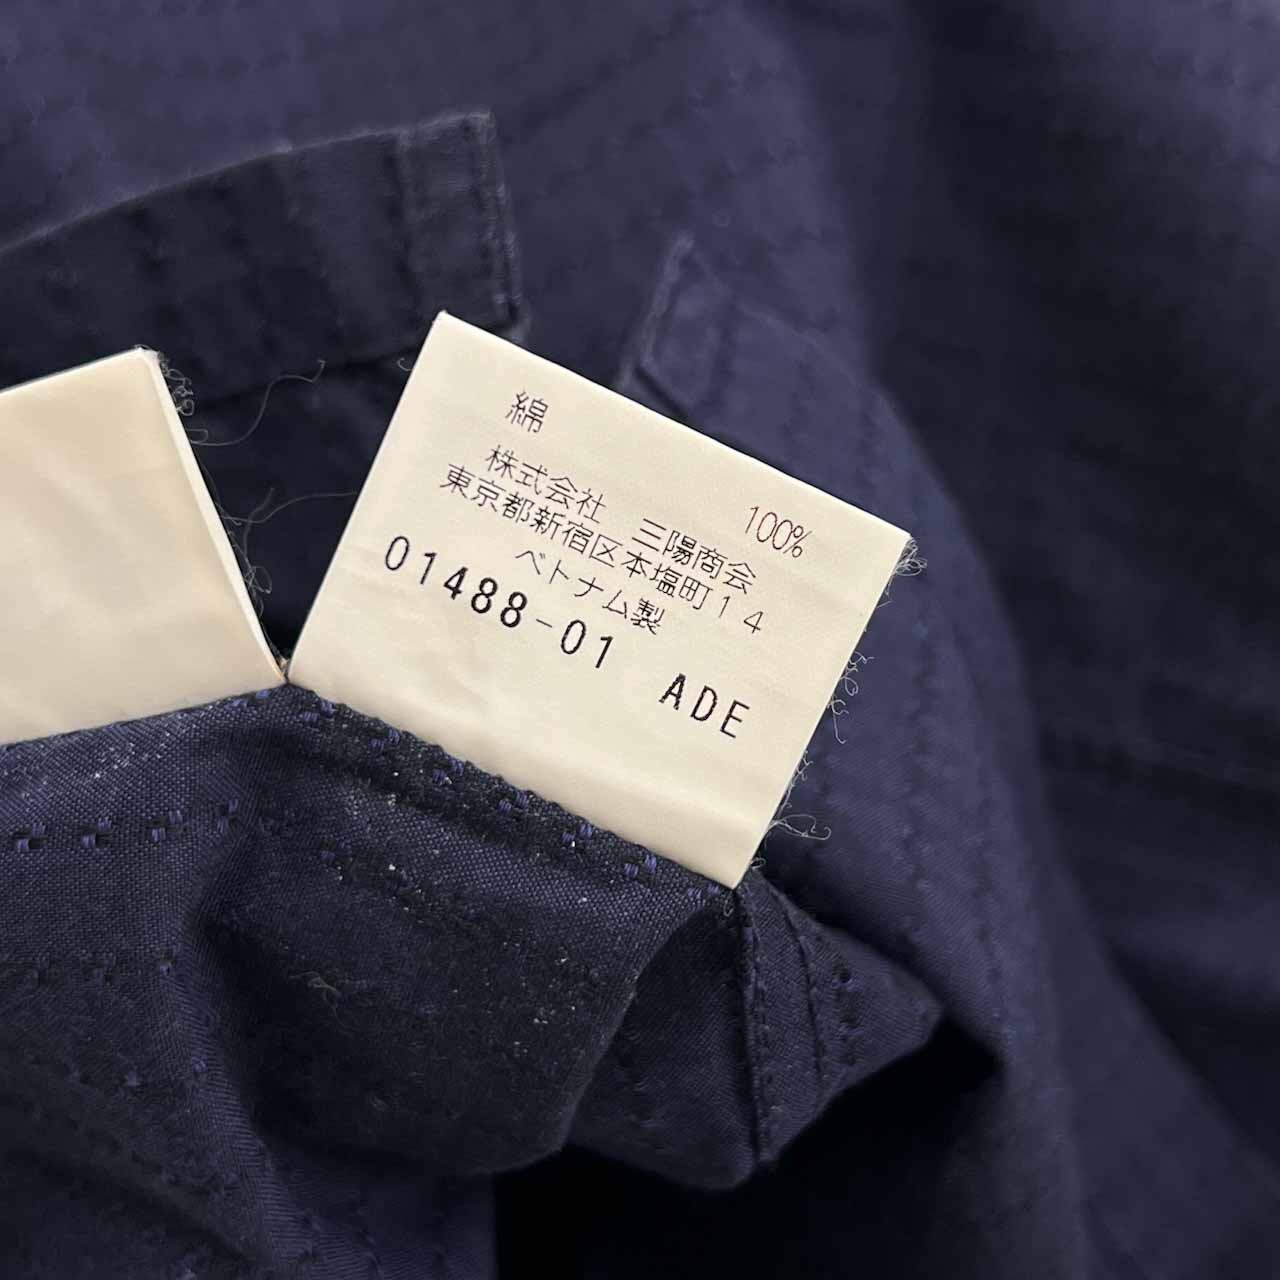 綿 100%
株式会社 三陽商会
東京都新宿区本塩町14
ベトナム製
01488-01 ADE